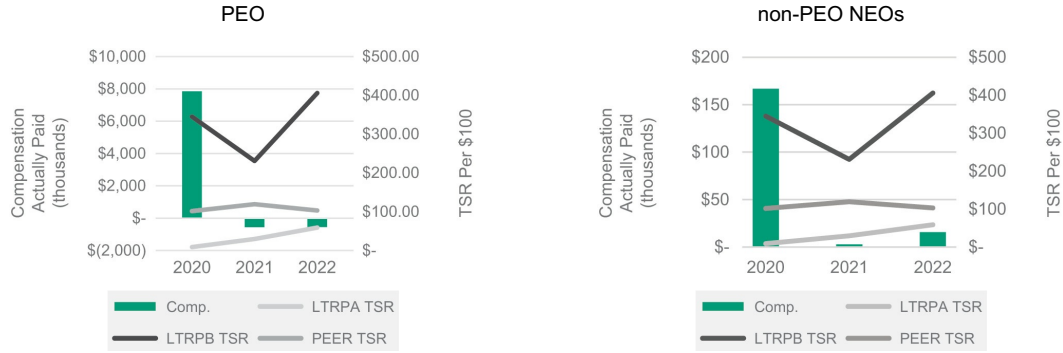 PEO
$10,000
$8,000
$6,000
$4,000
$2,000
$-
$(2,000)
Compensation
Actually Paid
(thousands)
$500.00
$400.00
$300.00
$200.00
$100.00
$-
TSR Per $100
2020 2021 2022
Comp. LTRPA TSR
LTRPB TSR PEER TSR
non-PEO NEOs
$200
$150
$100
$50
$-
Compensation
Actually Paid
(thousands)
$500
$400
$300
$200
$100
$-
TSR Per $100
2020 2021 2022
Comp. LTRPA TSR
LTRPB TSR PEER TSR